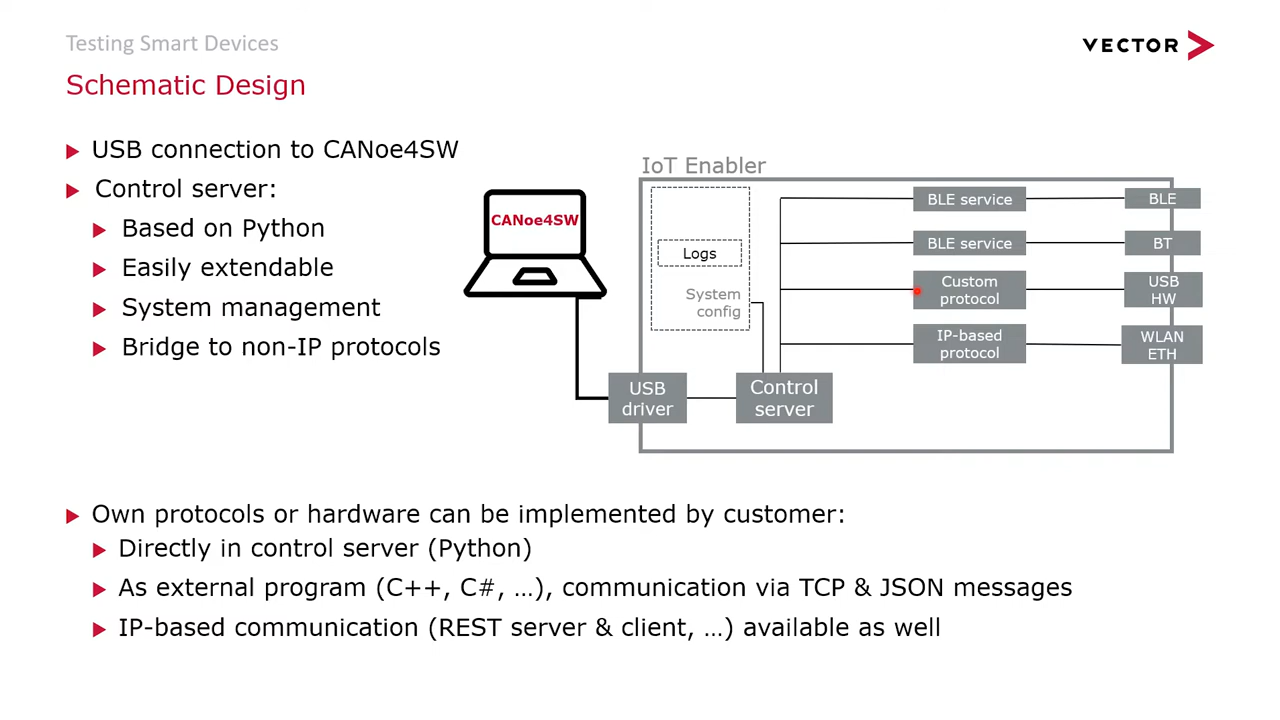 Testing Smart Devices
VECTOR
Schematic Design
USB connection to CANoe4SW
Control server:
Based on Python
Easily extendable
System management
Bridge to non-IP protocols
CANoe4SW
IoT Enabler
Logs
System
config
USB
driver
Control
server
BLE service
BLE
BLE service
BT
Custom
protocol
USB
HW
IP-based
protocol
WLAN
ETH
Own protocols or hardware can be implemented by customer:
Directly in control server (Python)
As external program (C++, C#, …), communication via TCP & JSON messages
IP-based communication (REST server & client, …) available as well